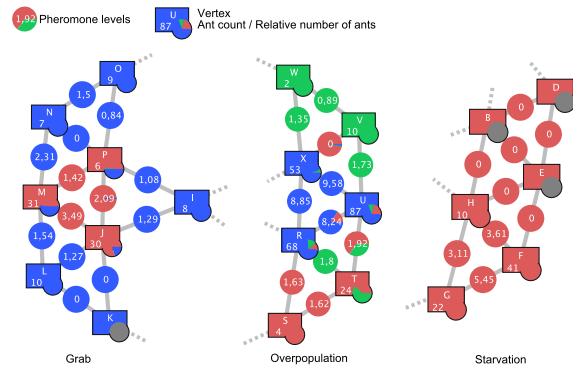 1,92 Pheromone levels
U
87
Vertex
Ant count / Relative number of ants
O
9
1,5
0,84
N
7
0
2,31
P
6
1,42
2,09
1,08
M
31
3,49
I
8
1,29
J
30
1,54
1,27
L
10
0
0
K
Grab
W
2
0,89
1,35
V
10
0
X
53
1,73
9,58
8,85
U
87
8,24
R
68
1,92
1,8
1,63
T
24
1,62
S
4
Overpopulation
D
0
B
0
0
0
E
0
H
10
0
3,61
3,11
F
41
5,45
G
22
Starvation